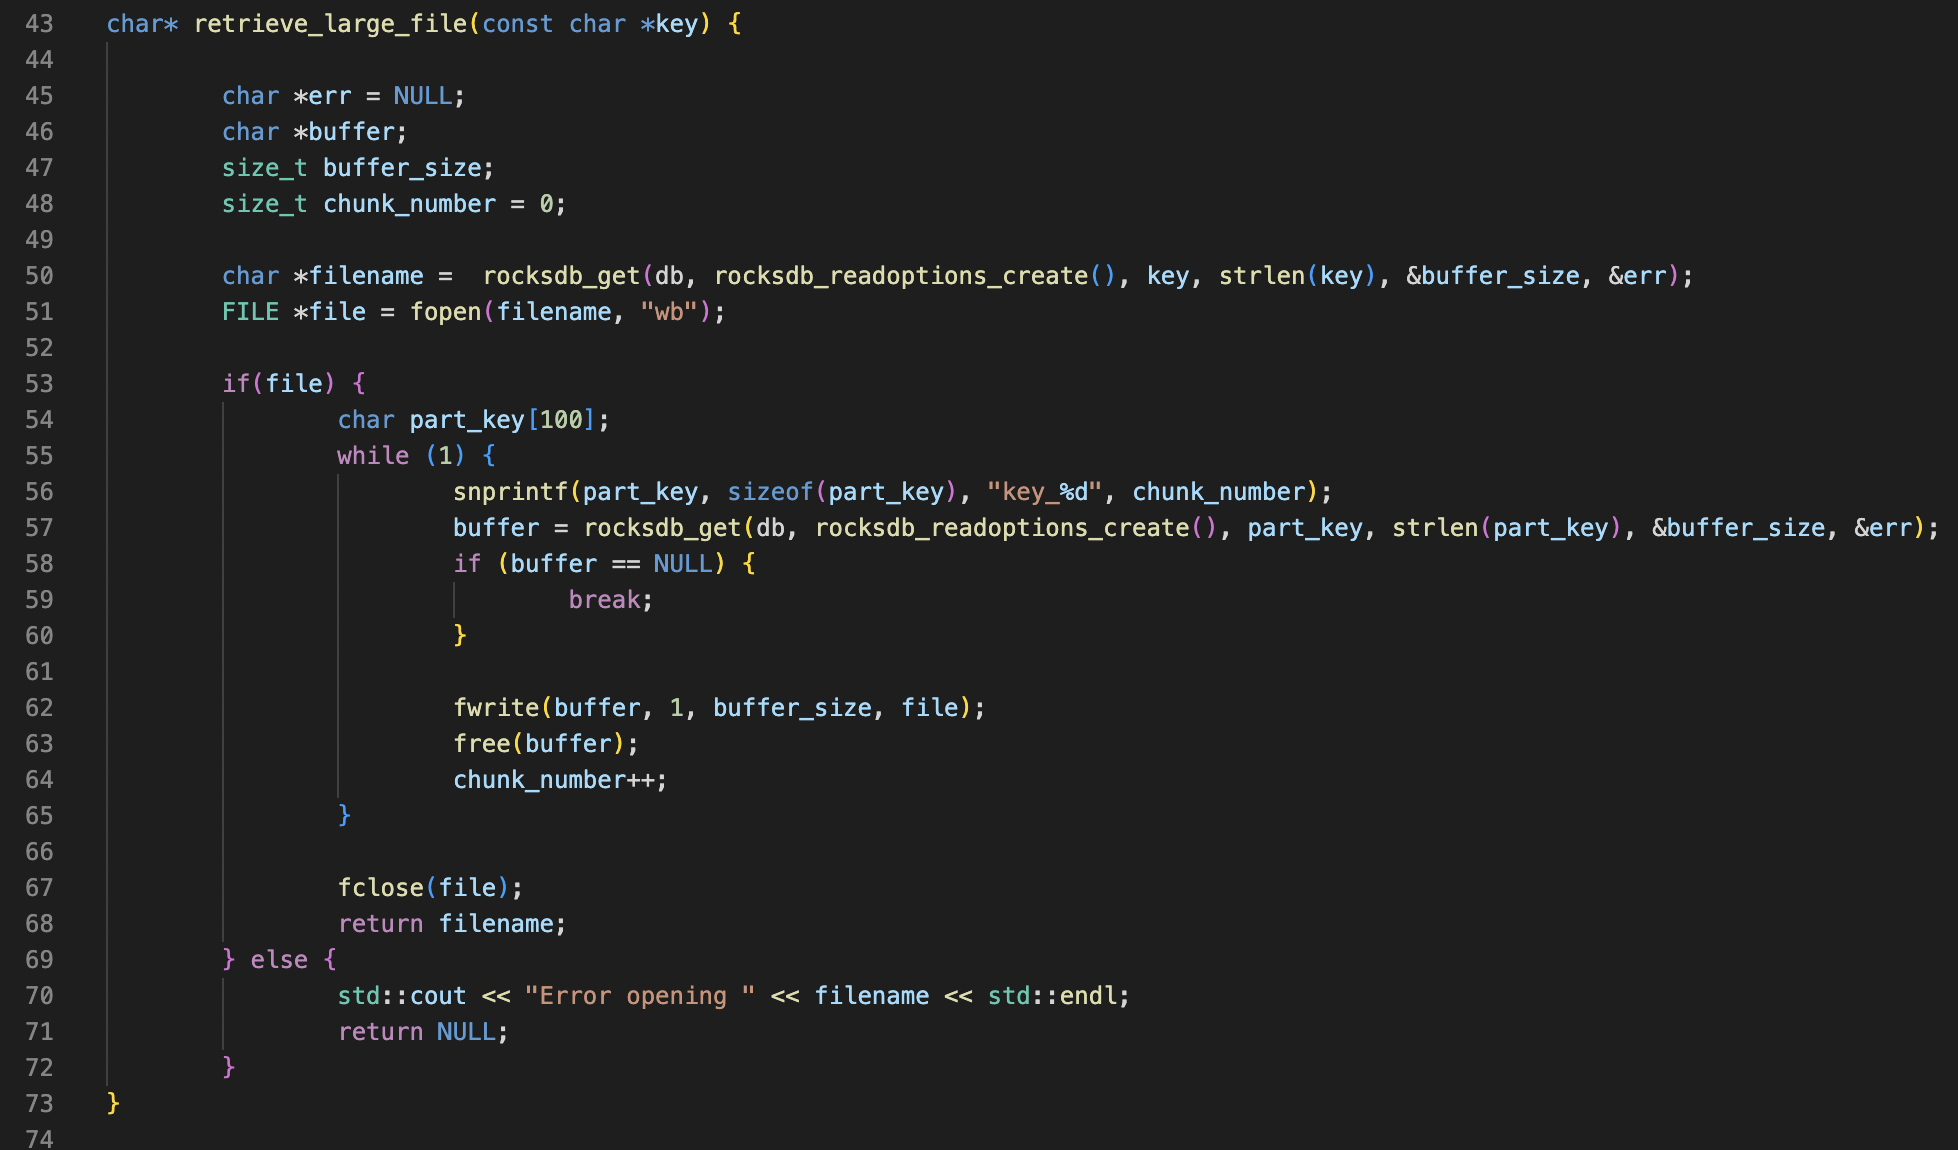 43 char* retrieve_large_file(const char *key) {
44
45 char *err = NULL;
46 char *buffer;
47 size_t buffer_size;
48 size_t chunk_number = 0;
49
50 char *filename =  rocksdb_get(db, rocksdb_readoptions_create(), key, strlen(key), &buffer_size, &err);
51 FILE *file = fopen(filename, "wb");
52
53 if(file) {
54 char part_key[100];
55 while (1) {
56 snprintf(part_key, sizeof(part_key), "key_%d", chunk_number);
57 buffer = rocksdb_get(db, rocksdb_readoptions_create(), part_key, strlen(part_key), &buffer_size, &err);
58 if (buffer == NULL) {
59 break;
60 }
61
62 fwrite(buffer, 1, buffer_size, file);
63 free(buffer);
64 chunk_number++;
65 }
66
67 fclose(file);
68 return filename;
69 } else {
70 std::cout << "Error opening " << filename << std::endl;
71 return NULL;
72 }
73 }
74